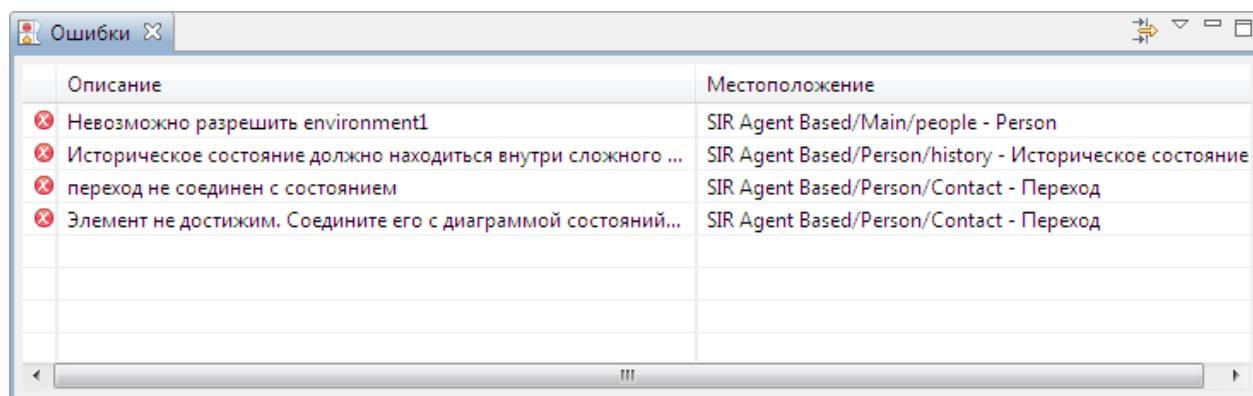 Ошибки
Описание Местоположение
Невозможно разрешить environment1 SIR Agent Based/Main/people - Person
Историческое состояние должно находиться внутри сложного ... SIR Agent Based/Person/history - Историческое состояние
переход не соединен с состоянием SIR Agent Based/Person/Contact - Переход
Элемент не достижим. Соедините его с диаграммой состояний... SIR Agent Based/Person/Contact - Переход